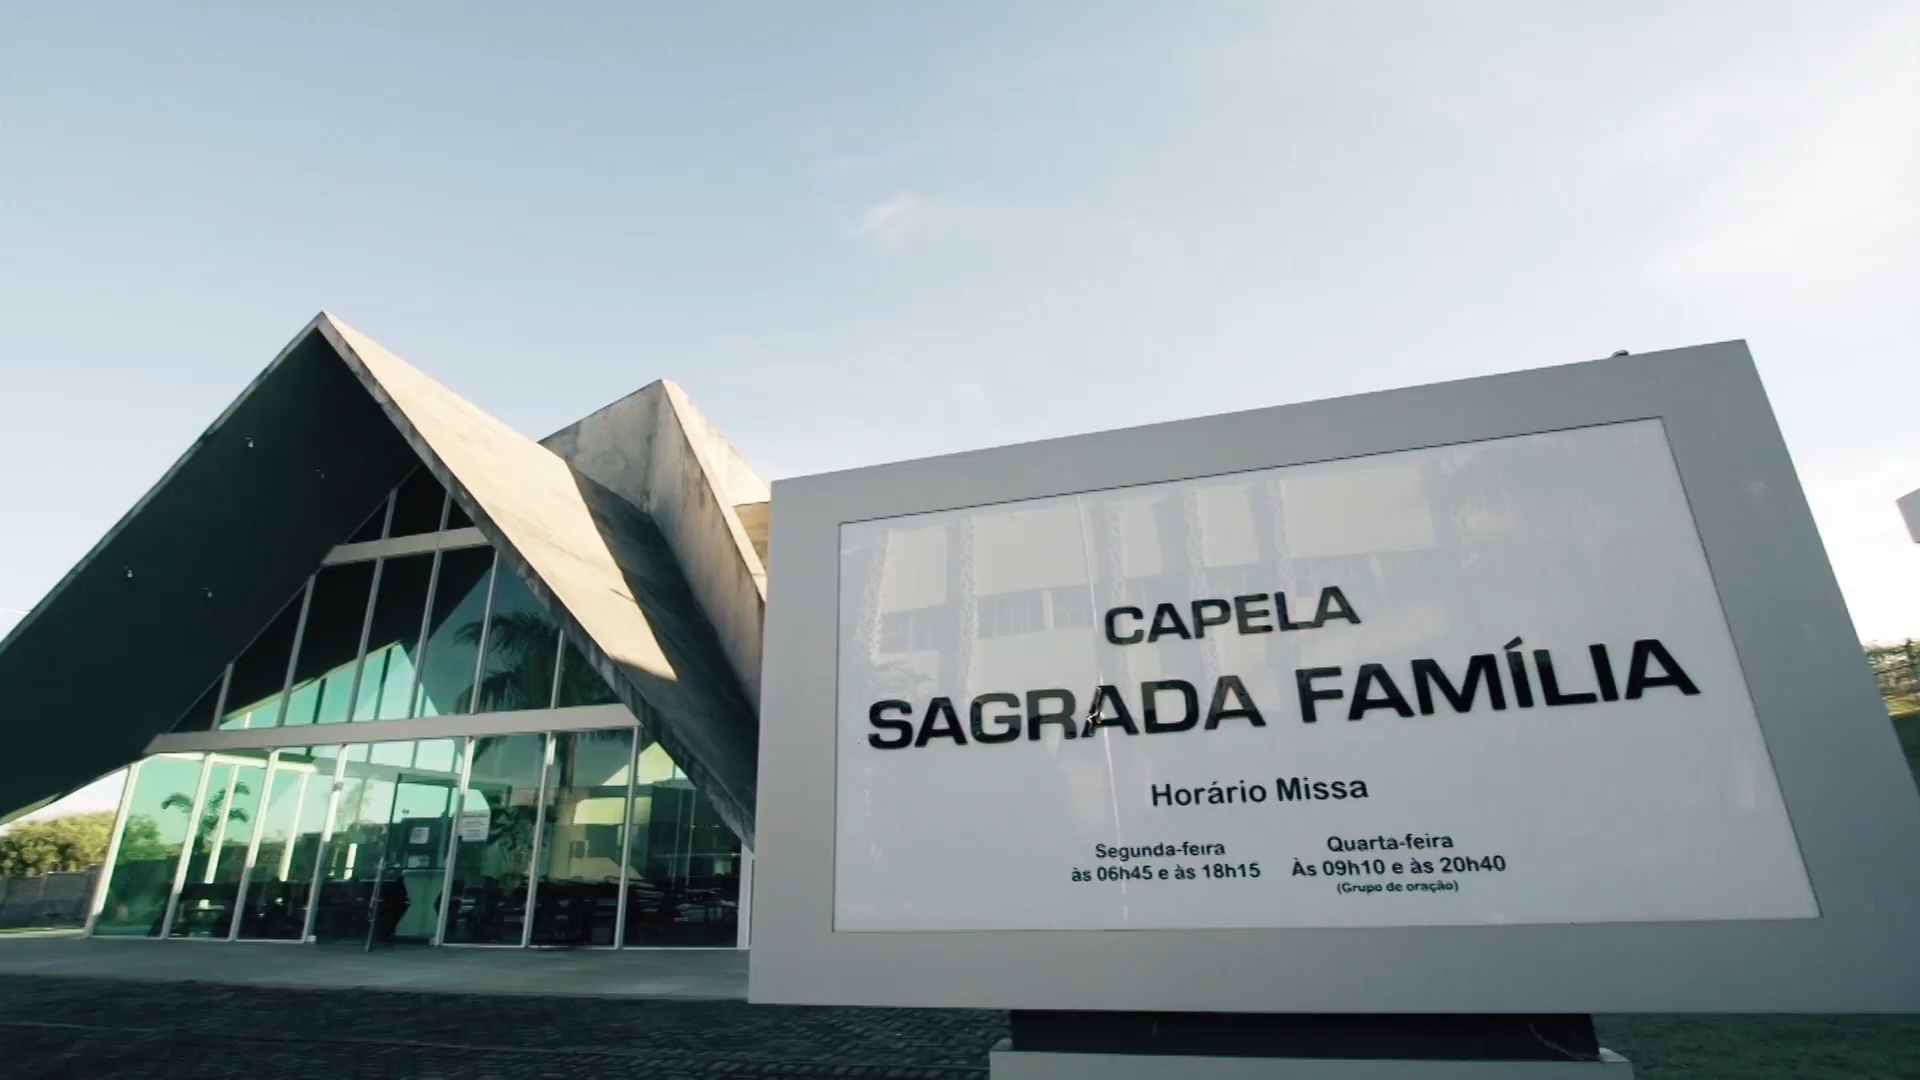 CAPELA
SAGRADA FAMÍLIA
Horário Missa
Segunda-feira
às 06h45 e às 18h15
Quarta-feira
Às 09h10 e às 20h40
(Grupo de oração)